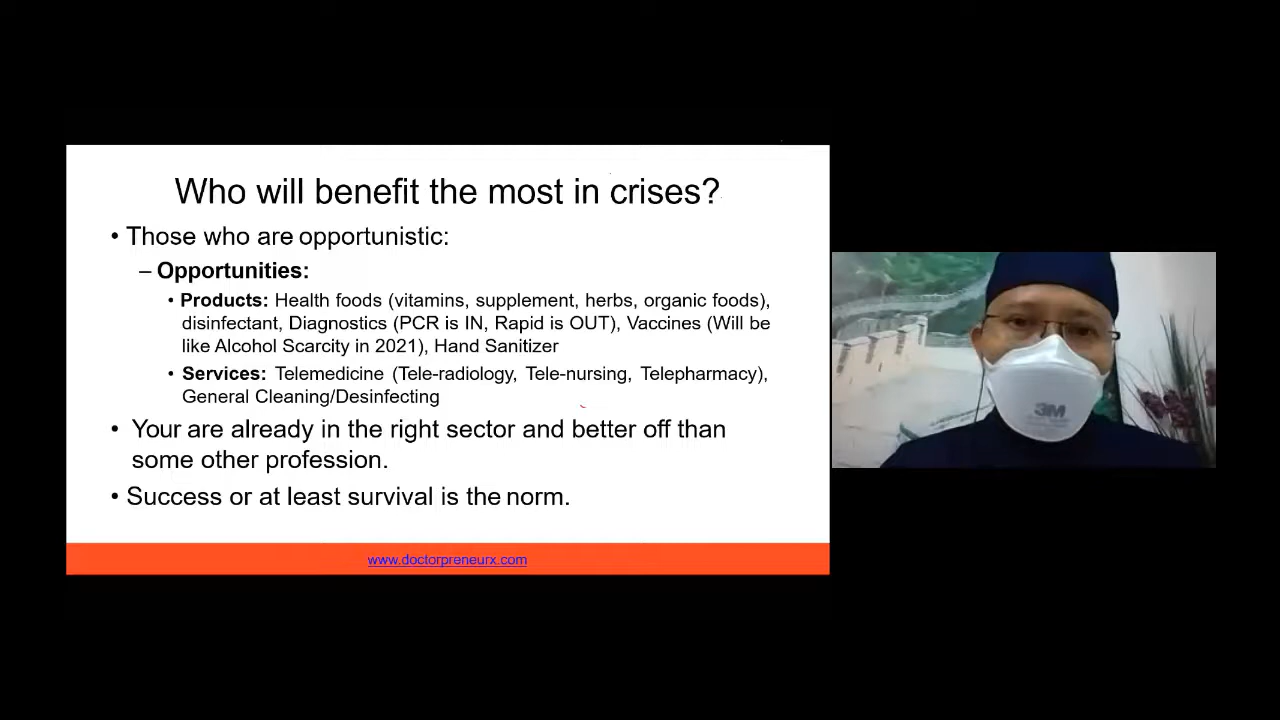 Who will benefit the most in crises?
• Those who are opportunistic:
– Opportunities:
• Products: Health foods (vitamins, supplement, herbs, organic foods),
disinfectant, Diagnostics (PCR is IN, Rapid is OUT), Vaccines (Will be
like Alcohol Scarcity in 2021), Hand Sanitizer
• Services: Telemedicine (Tele-radiology, Tele-nursing, Telepharmacy),
General Cleaning/Desinfecting
• Your are already in the right sector and better off than
some other profession.
• Success or at least survival is the norm.
www.doctorpreneurx.com
3M